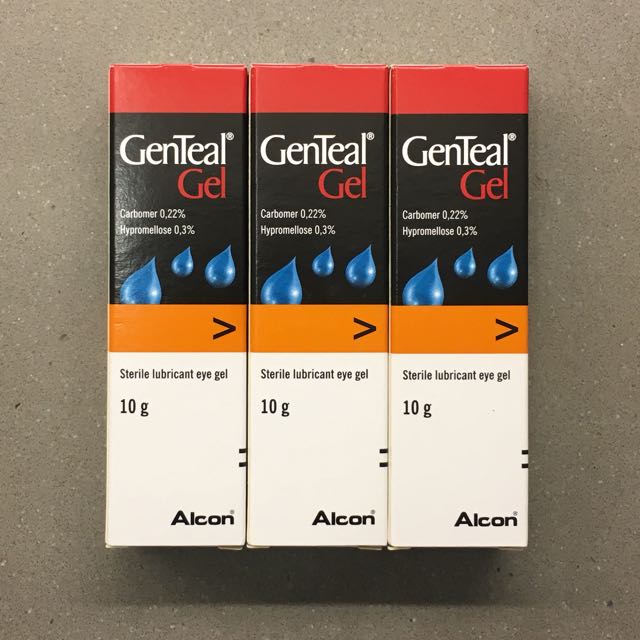 GenTeal®
Gel
Carbomer 0,22%
Hypromellose 0,3%
>
Sterile lubricant eye gel
10 g
=
Alcon®
GenTeal®
Gel
Carbomer 0,22%
Hypromellose 0,3%
>
Sterile lubricant eye gel
10 g
=
Alcon®
GenTeal®
Gel
Carbomer 0,22%
Hypromellose 0,3%
>
Sterile lubricant eye gel
10 g
=
Alcon®